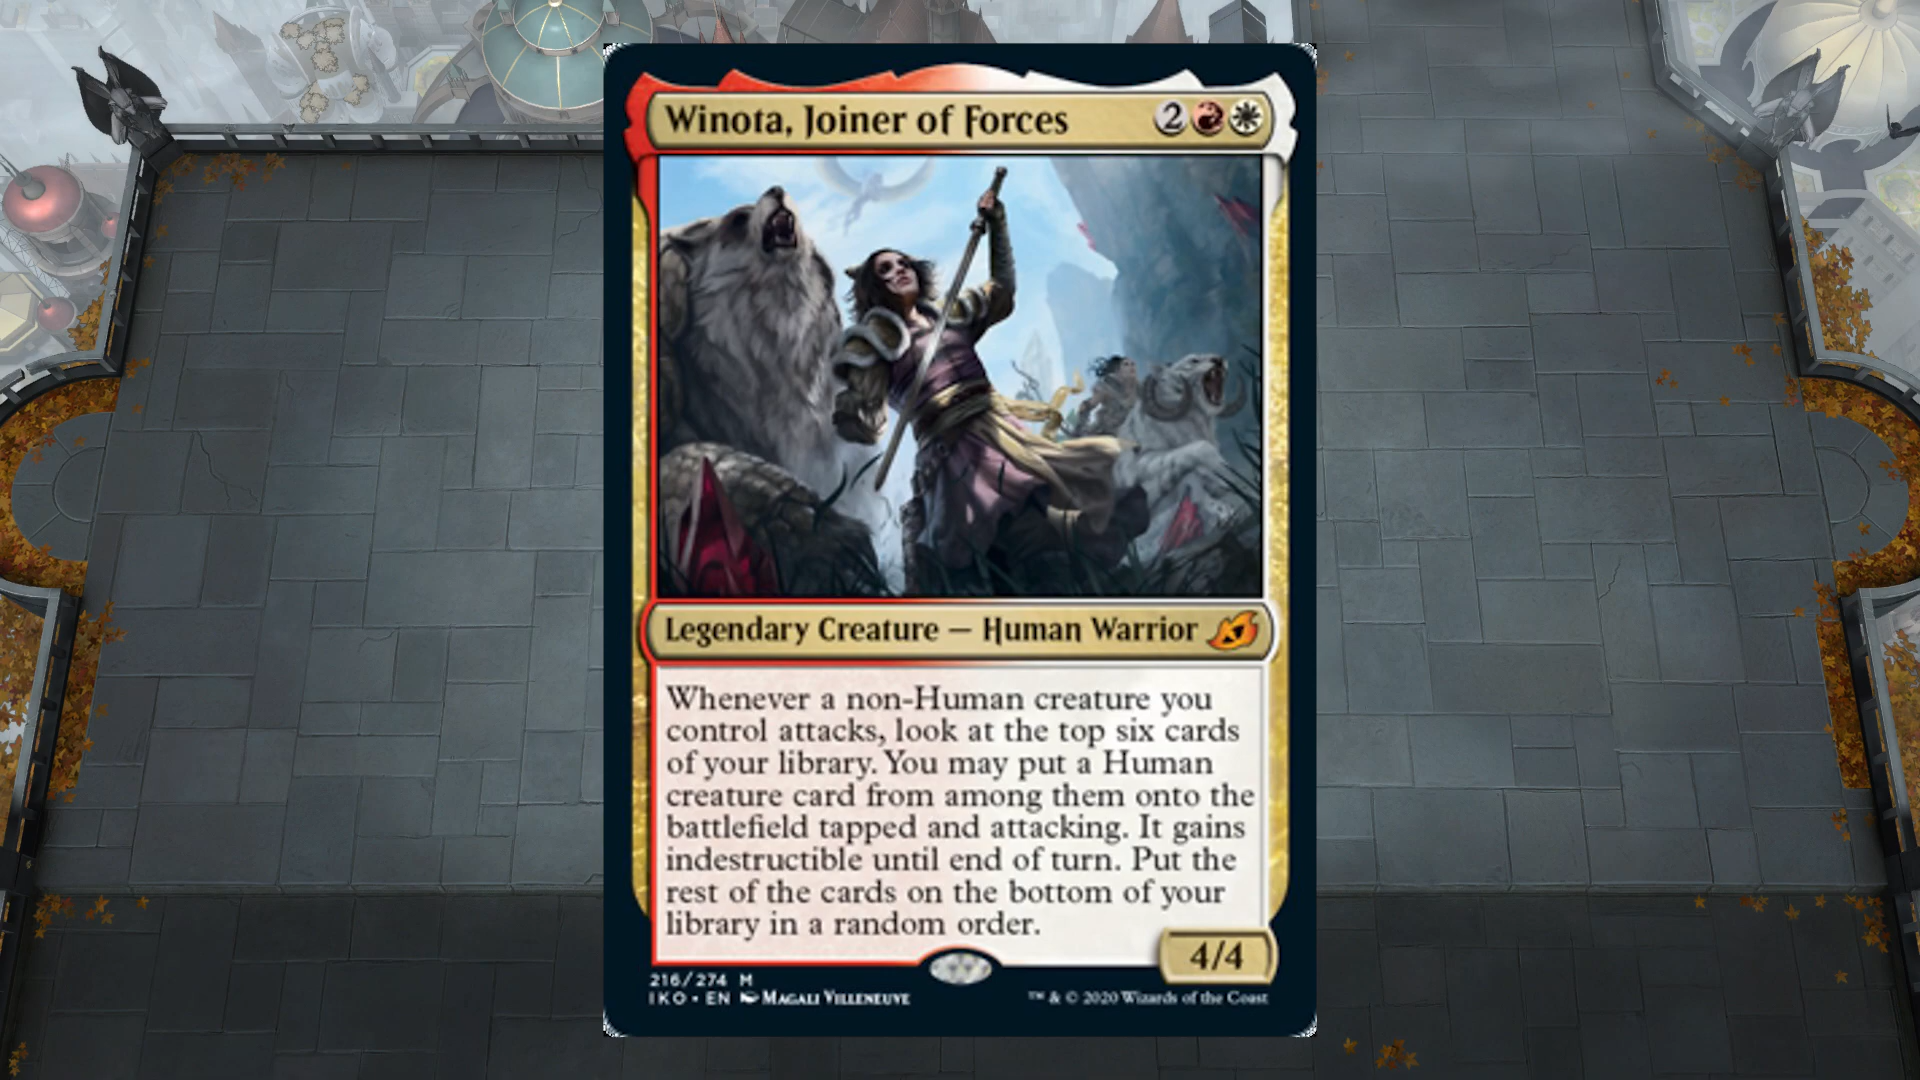 Winota, Joiner of Forces 2
Legendary Creature — Human Warrior
Whenever a non-Human creature you
control attacks, look at the top six cards
of your library. You may put a Human
creature card from among them onto the
battlefield tapped and attacking. It gains
indestructible until end of turn. Put the
rest of the cards on the bottom of your
library in a random order.
4/4
216/274 M
IKO • EN Magali Villeneuve
™ & © 2020 Wizards of the Coast